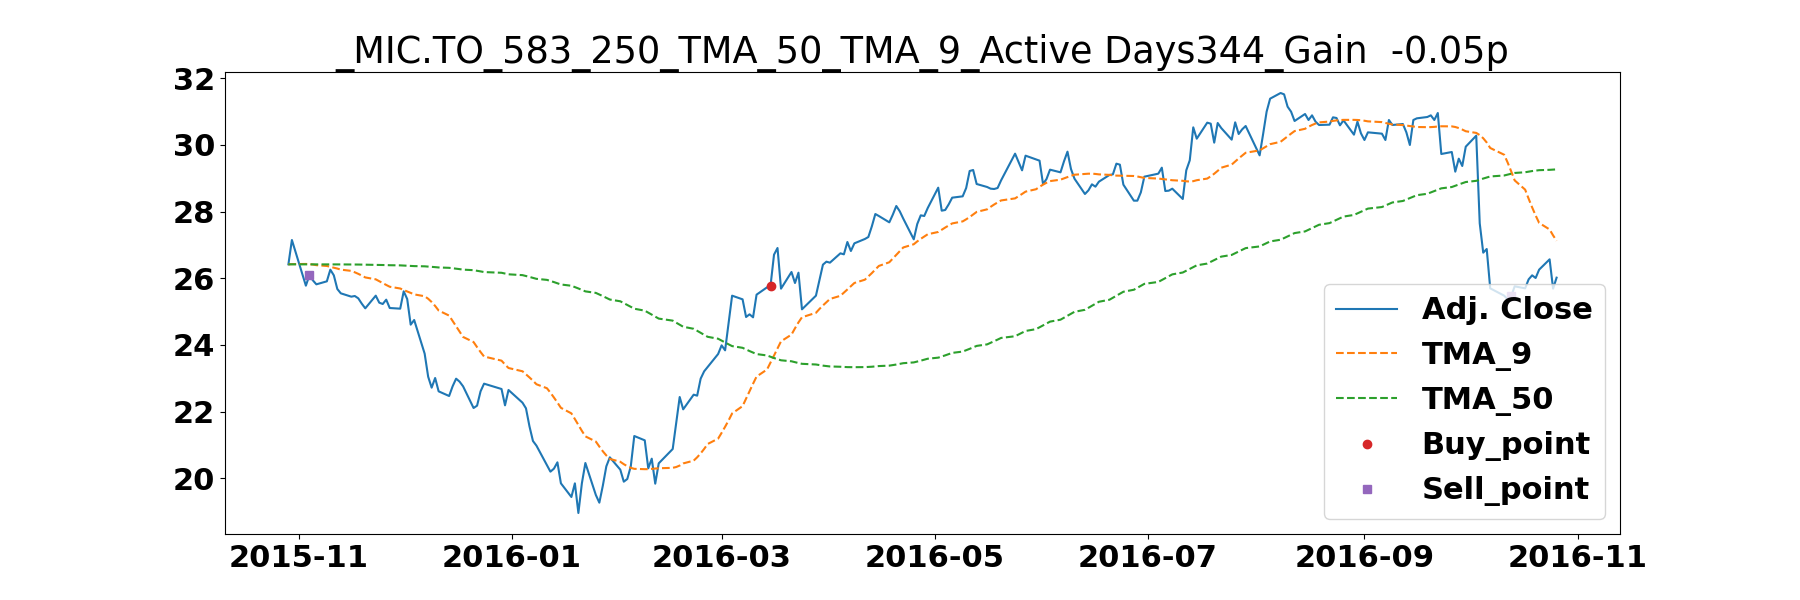 _MIC.TO_583_250_TMA_50_TMA_9_Active Days344_Gain  -0.05p
32
30
28
26
24
22
20
Adj. Close
TMA_9
TMA_50
Buy_point
Sell_point
2015-11 2016-01 2016-03 2016-05 2016-07 2016-09 2016-11